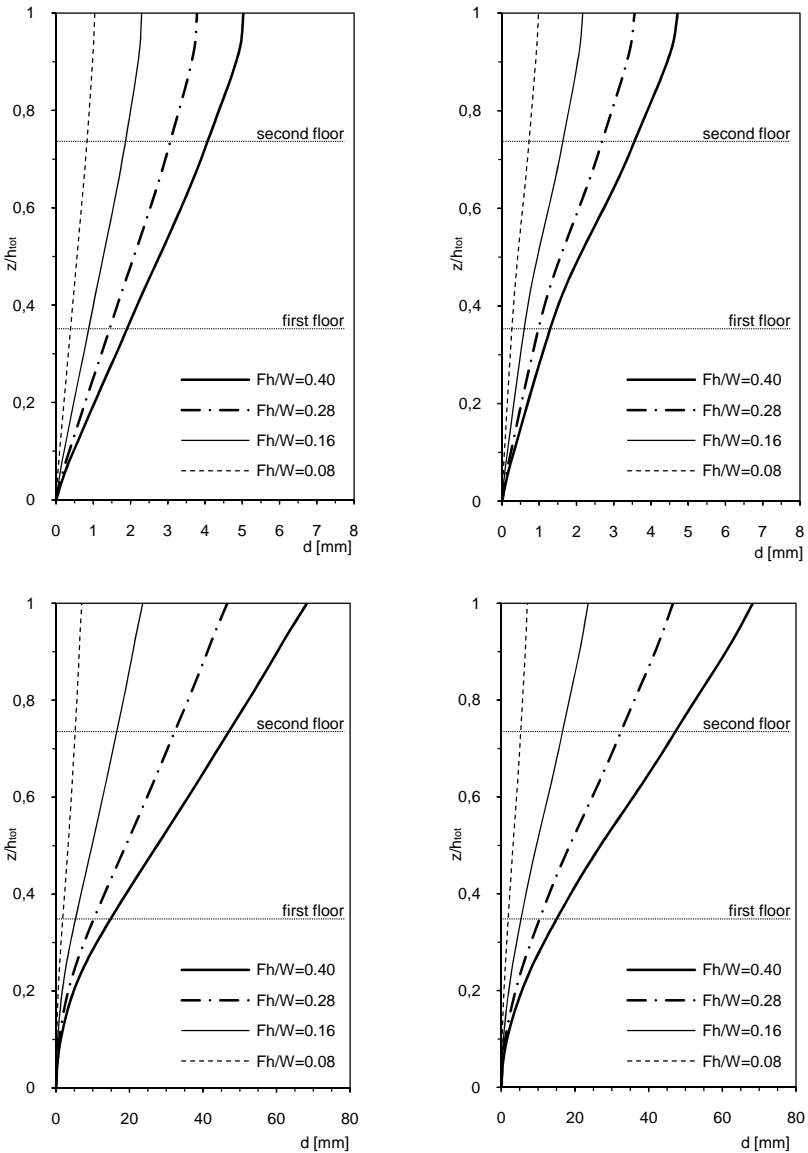 1
0,8
0,6
0,4
0,2
0
z/htot
second floor
first floor
Fh/W=0.40
Fh/W=0.28
Fh/W=0.16
Fh/W=0.08
0 1 2 3 4 5 6 7 8
d [mm]
1
0,8
0,6
0,4
0,2
0
z/htot
second floor
first floor
Fh/W=0.40
Fh/W=0.28
Fh/W=0.16
Fh/W=0.08
0 1 2 3 4 5 6 7 8
d [mm]
1
0,8
0,6
0,4
0,2
0
z/htot
second floor
first floor
Fh/W=0.40
Fh/W=0.28
Fh/W=0.16
Fh/W=0.08
0 20 40 60 80
d [mm]
1
0,8
0,6
0,4
0,2
0
z/htot
second floor
first floor
Fh/W=0.40
Fh/W=0.28
Fh/W=0.16
Fh/W=0.08
0 20 40 60 80
d [mm]